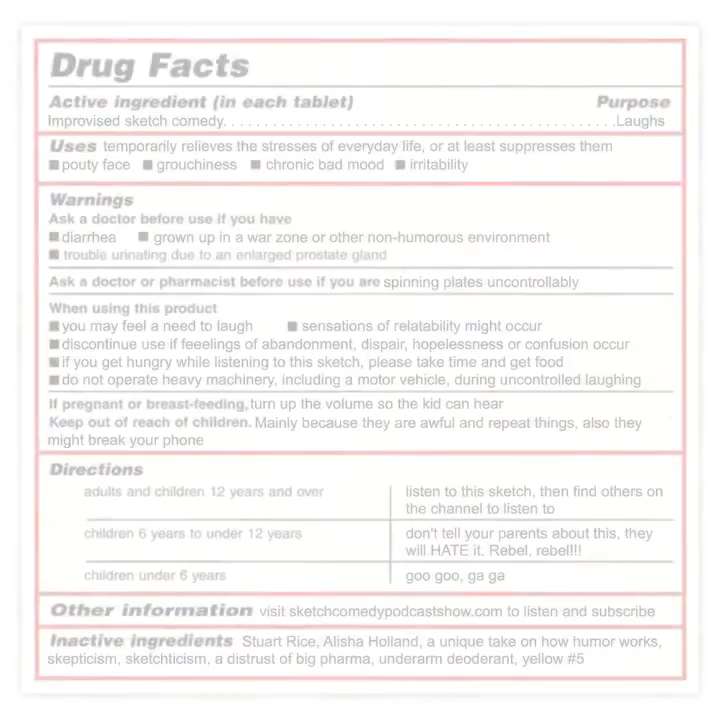 Drug Facts
Active ingredient (in each tablet) Purpose
Improvised sketch comedy. . . . . . . . . . . . . . . . . . . . . . . . . . . . . . . . . . . . . . . . . . . .Laughs
Uses temporarily relieves the stresses of everyday life, or at least suppresses them
■ pouty face ■ grouchiness ■ chronic bad mood ■ irritability
Warnings
Ask a doctor before use if you have
■ diarrhea ■ grown up in a war zone or other non-humorous environment
■ trouble urinating due to an enlarged prostate gland
Ask a doctor or pharmacist before use if you are spinning plates uncontrollably
When using this product
■ you may feel a need to laugh ■ sensations of relatability might occur
■ discontinue use if feeelings of abandonment, dispair, hopelessness or confusion occur
■ if you get hungry while listening to this sketch, please take time and get food
■ do not operate heavy machinery, including a motor vehicle, during uncontrolled laughing
If pregnant or breast-feeding, turn up the volume so the kid can hear
Keep out of reach of children. Mainly because they are awful and repeat things, also they
might break your phone
Directions
adults and children 12 years and over listen to this sketch, then find others on
the channel to listen to
children 6 years to under 12 years don't tell your parents about this, they
will HATE it. Rebel, rebel!!!
children under 6 years goo goo, ga ga
Other information visit sketchcomedypodcastshow.com to listen and subscribe
Inactive ingredients Stuart Rice, Alisha Holland, a unique take on how humor works,
skepticism, sketchticism, a distrust of big pharma, underarm deoderant, yellow #5